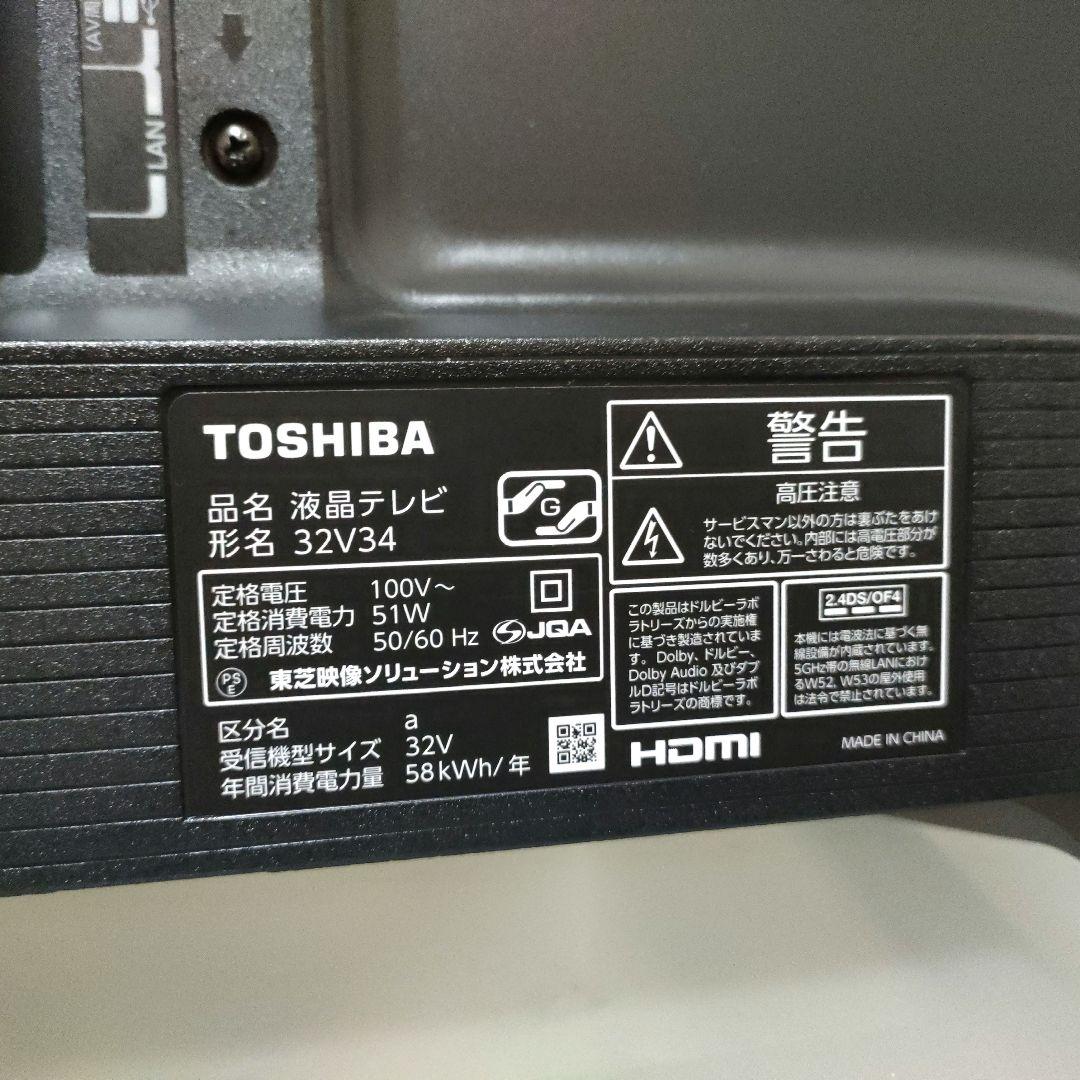 LAN
TOSHIBA
品名 液晶テレビ
形名 32V34
G
定格電圧 100V～
定格消費電力 51W
定格周波数 50/60 Hz
JQA
PS
E
東芝映像ソリューション株式会社
区分名 a
受信機型サイズ 32V
年間消費電力量 58kWh/年
警告
高圧注意
サービスマン以外の方は裏ぶたをあけ
ないでください。内部には高電圧部分が
数多くあり、万一さわると危険です。
この製品はドルビーラボ
ラトリーズからの実施権
に基づき製造されていま
す。 Dolby、ドルビー、
Dolby Audio 及びダブ
ルD記号はドルビーラボ
ラトリーズの商標です。
2.4DS/OF4
本機には電波法に基づく無
線設備が内蔵されています。
5GHz帯の無線LANにおけ
るW52、W53の屋外使用
は法令で禁止されています。
HDMI
MADE IN CHINA